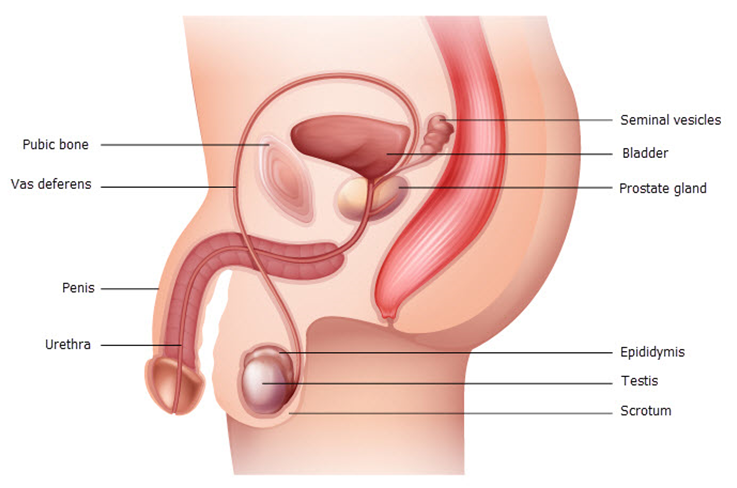 Pubic bone
Vas deferens
Penis
Urethra
Seminal vesicles
Bladder
Prostate gland
Epididymis
Testis
Scrotum